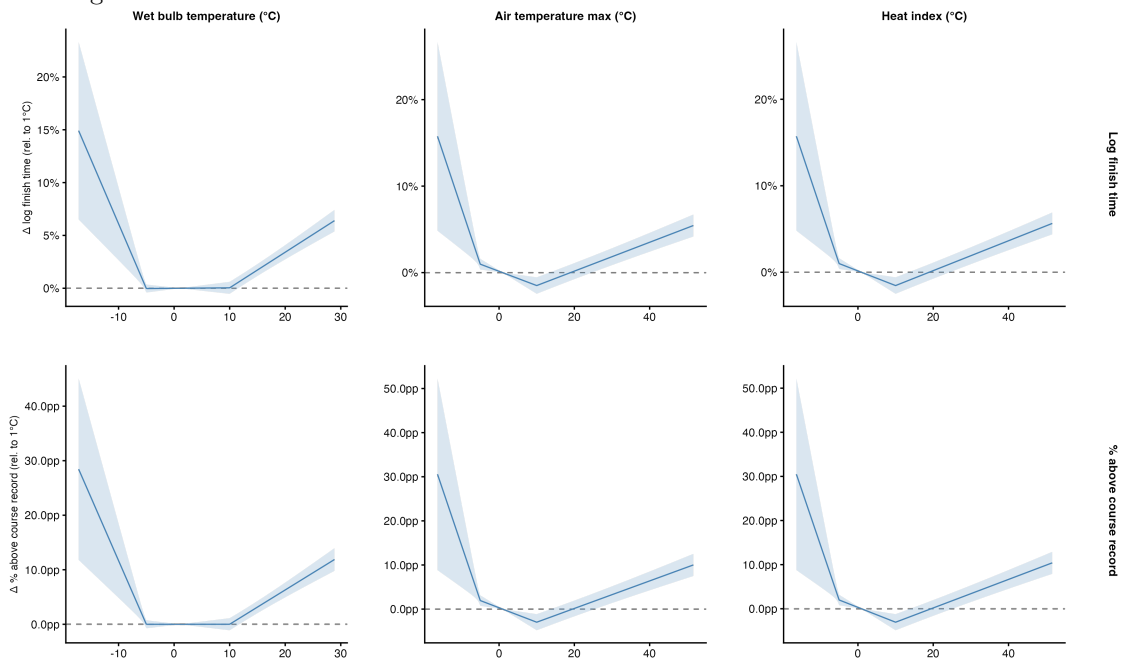 Wet bulb temperature (°C)
Air temperature max (°C)
Heat index (°C)
Δ log finish time (rel. to 1°C)
20%
15%
10%
5%
0%
-10
0
10
20
30
20%
10%
0%
0
20
40
20%
10%
0%
0
20
40
Log finish time
Δ % above course record (rel. to 1°C)
40.0pp
30.0pp
20.0pp
10.0pp
0.0pp
-10
0
10
20
30
50.0pp
40.0pp
30.0pp
20.0pp
10.0pp
0.0pp
0
20
40
50.0pp
40.0pp
30.0pp
20.0pp
10.0pp
0.0pp
0
20
40
% above course record